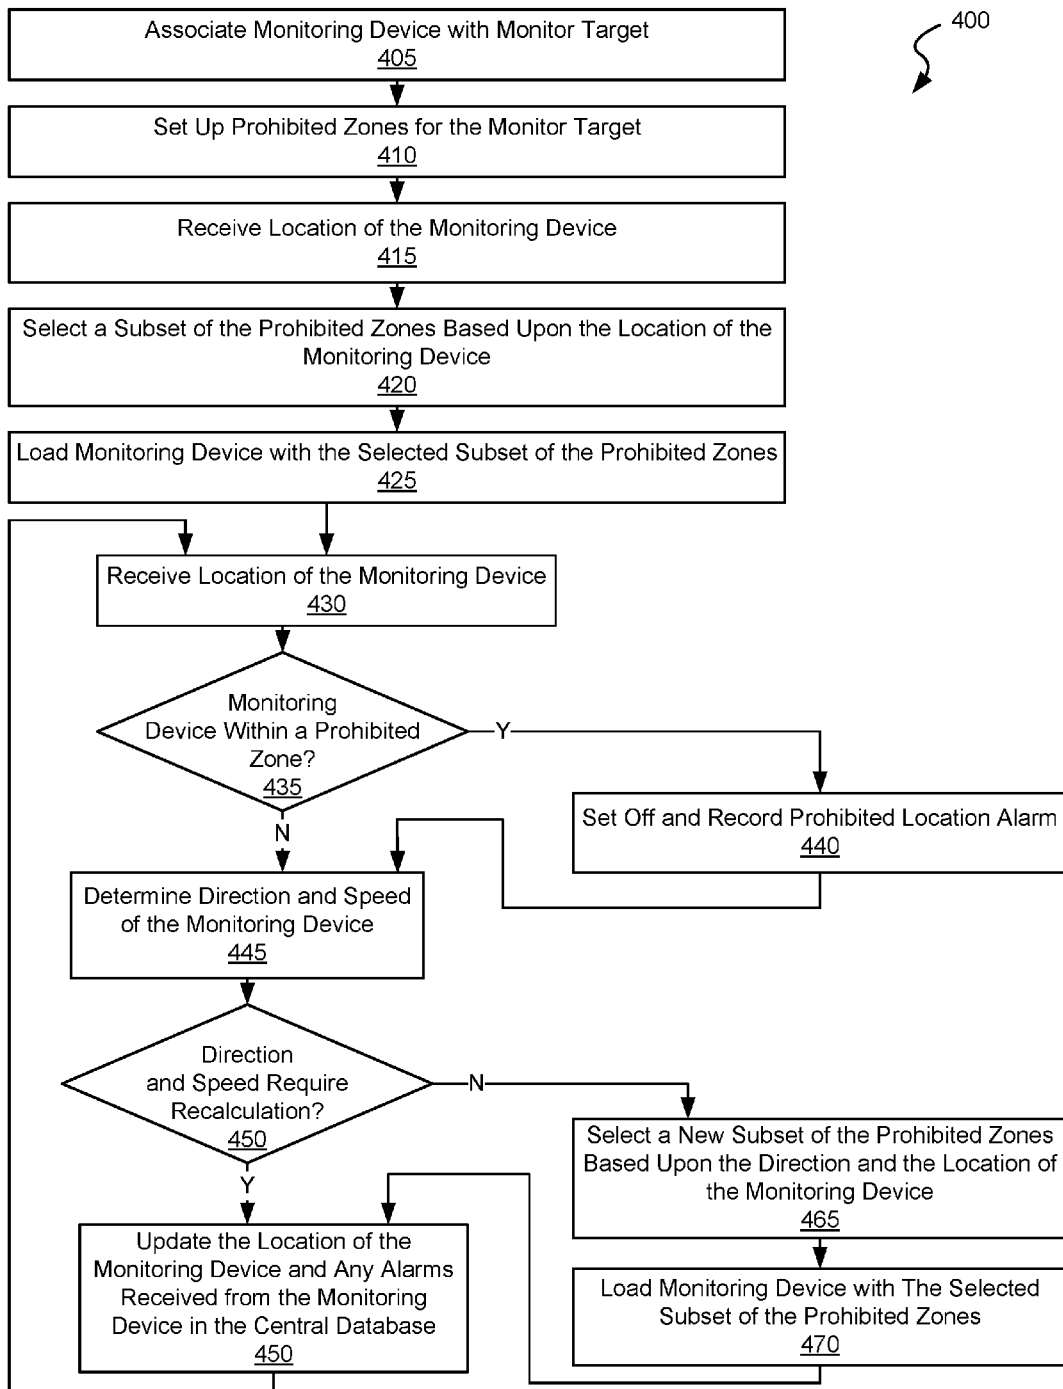 Associate Monitoring Device with Monitor Target
405
400
Set Up Prohibited Zones for the Monitor Target
410
Receive Location of the Monitoring Device
415
Select a Subset of the Prohibited Zones Based Upon the Location of the
Monitoring Device
420
Load Monitoring Device with the Selected Subset of the Prohibited Zones
425
Receive Location of the Monitoring Device
430
Monitoring
Device Within a Prohibited
Zone?
435
Y
N
Set Off and Record Prohibited Location Alarm
440
Determine Direction and Speed
of the Monitoring Device
445
Direction
and Speed Require
Recalculation?
450
N
Y
Select a New Subset of the Prohibited Zones
Based Upon the Direction and the Location of
the Monitoring Device
465
Update the Location of the
Monitoring Device and Any Alarms
Received from the Monitoring
Device in the Central Database
450
Load Monitoring Device with The Selected
Subset of the Prohibited Zones
470